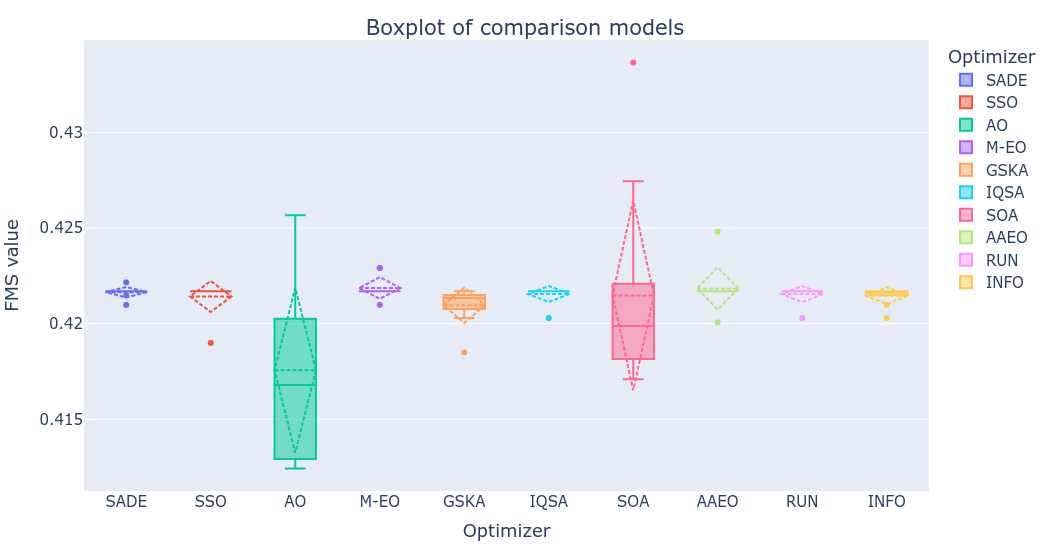 Boxplot of comparison models
FMS value
0.43
0.425
0.42
0.415
SADE
SSO
AO
M-EO
GSKA
IQSA
SOA
AAEO
RUN
INFO
Optimizer
Optimizer
SADE
SSO
AO
M-EO
GSKA
IQSA
SOA
AAEO
RUN
INFO